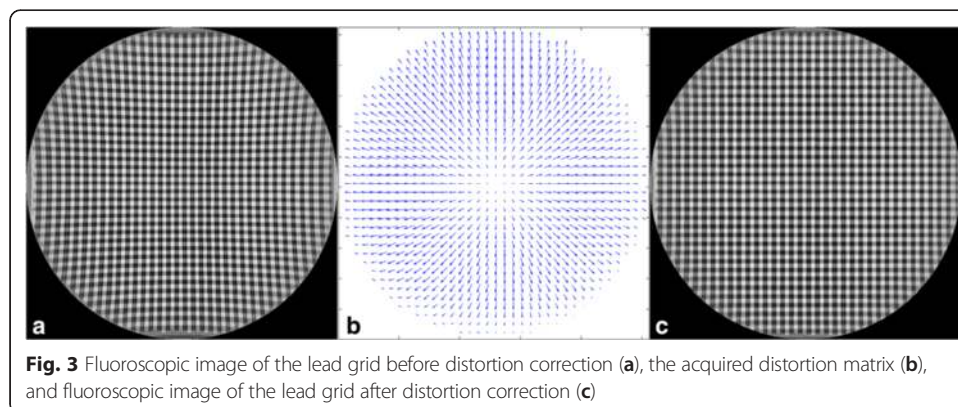 a
b
c
Fig. 3 Fluoroscopic image of the lead grid before distortion correction (a), the acquired distortion matrix (b),
and fluoroscopic image of the lead grid after distortion correction (c)